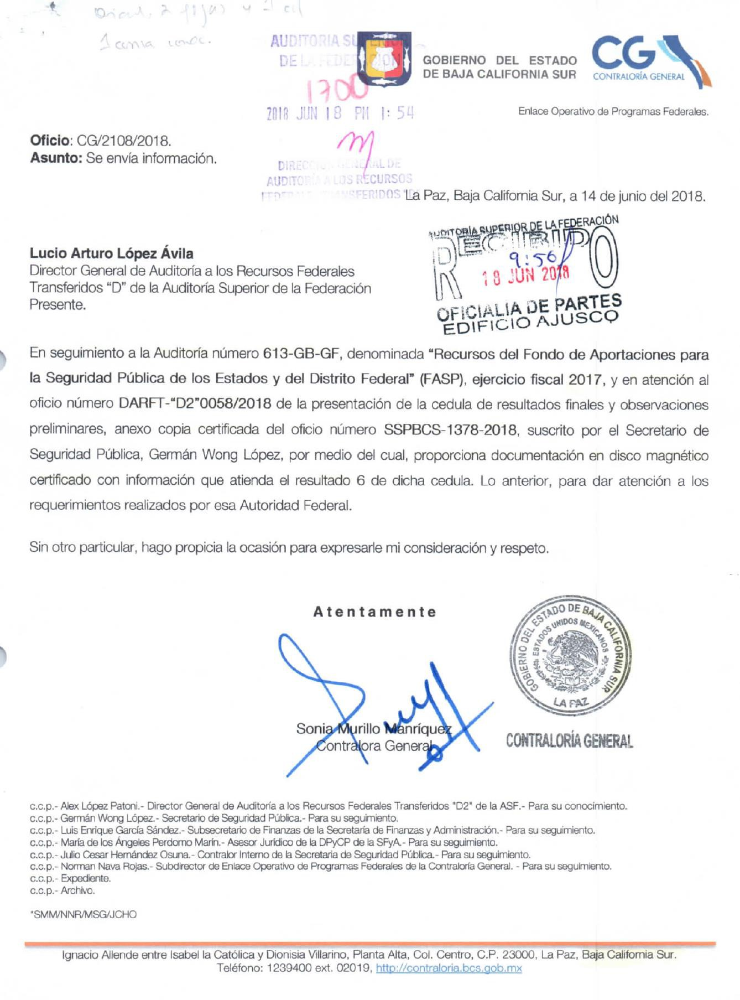 2 fojas y 1 cd
1 copia conoc.
AUDITORIA SUPERIOR
DE LA FEDERACION
1700
2018 JUN 18 PM 1: 54
DIRECCION GENERAL DE
AUDITORÍA A LOS RECURSOS
TRANSFERIDOS "D"
GOBIERNO DEL ESTADO
DE BAJA CALIFORNIA SUR
CG
CONTRALORÍA GENERAL
Enlace Operativo de Programas Federales.
Oficio: CG/2108/2018.
Asunto: Se envía información.
La Paz, Baja California Sur, a 14 de junio del 2018.
AUDITORÍA SUPERIOR DE LA FEDERACIÓN
RECIBIDO
9:56
18 JUN 2018
OFICIALIA DE PARTES
EDIFICIO AJUSCO
Lucio Arturo López Ávila
Director General de Auditoría a los Recursos Federales
Transferidos “D” de la Auditoría Superior de la Federación
Presente.
En seguimiento a la Auditoría número 613-GB-GF, denominada “Recursos del Fondo de Aportaciones para
la Seguridad Pública de los Estados y del Distrito Federal” (FASP), ejercicio fiscal 2017, y en atención al
oficio número DARFT-“D2”0058/2018 de la presentación de la cedula de resultados finales y observaciones
preliminares, anexo copia certificada del oficio número SSPBCS-1378-2018, suscrito por el Secretario de
Seguridad Pública, Germán Wong López, por medio del cual, proporciona documentación en disco magnético
certificado con información que atienda el resultado 6 de dicha cedula. Lo anterior, para dar atención a los
requerimientos realizados por esa Autoridad Federal.
Sin otro particular, hago propicia la ocasión para expresarle mi consideración y respeto.
Atentamente
GOBIERNO DEL ESTADO DE BAJA CALIFORNIA SUR
ESTADOS UNIDOS MEXICANOS
LA PAZ
CONTRALORÍA GENERAL
Sonia Murillo Manríquez
Contralora General
c.c.p.- Alex López Patoni.- Director General de Auditoría a los Recursos Federales Transferidos "D2" de la ASF.- Para su conocimiento.
c.c.p.- Germán Wong López.- Secretario de Seguridad Pública.- Para su seguimiento.
c.c.p.- Luis Enrique García Sández.- Subsecretario de Finanzas de la Secretaría de Finanzas y Administración.- Para su seguimiento.
c.c.p.- María de los Ángeles Perdomo Marín.- Asesor Jurídico de la DPyCP de la SFyA.- Para su seguimiento.
c.c.p.- Julio Cesar Hernández Osuna.- Contralor Interno de la Secretaria de Seguridad Pública.- Para su seguimiento.
c.c.p.- Norman Nava Rojas.- Subdirector de Enlace Operativo de Programas Federales de la Contraloría General. - Para su seguimiento.
c.c.p.- Expediente.
c.c.p.- Archivo.
*SMM/NNR/MSG/JCHO
Ignacio Allende entre Isabel la Católica y Dionisia Villarino, Planta Alta, Col. Centro, C.P. 23000, La Paz, Baja California Sur.
Teléfono: 1239400 ext. 02019, http://contraloria.bcs.gob.mx